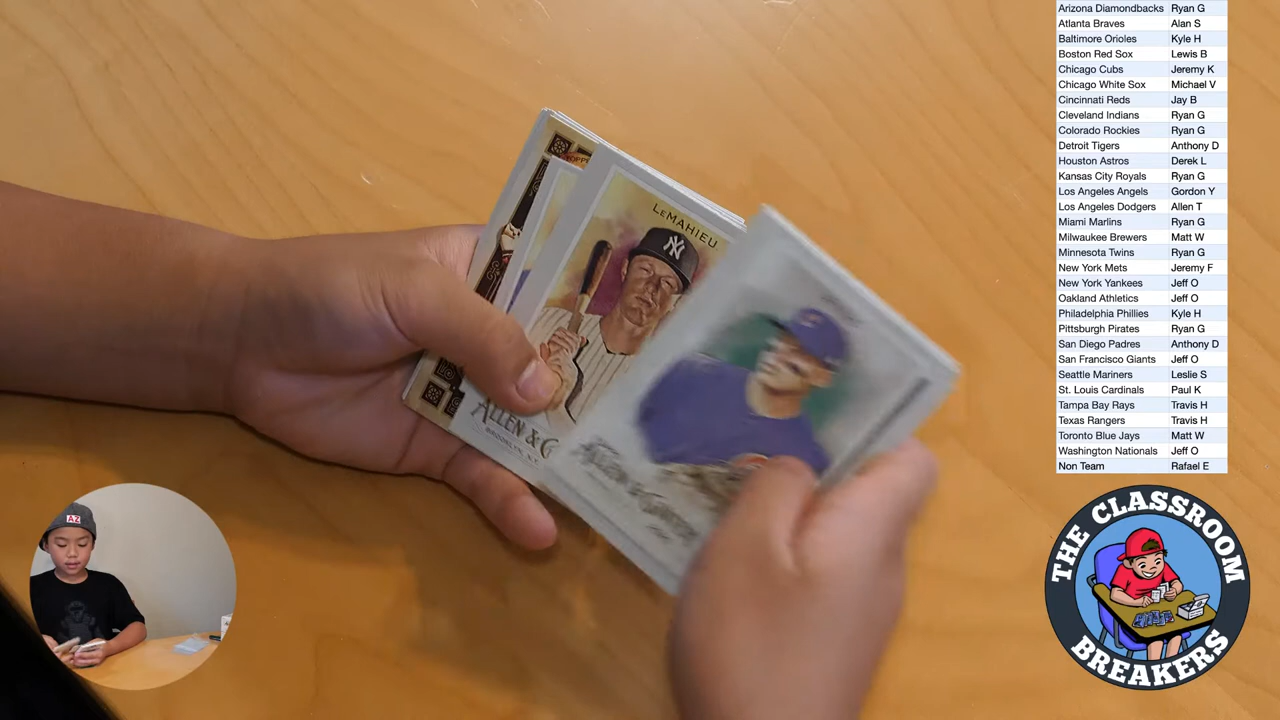 Arizona Diamondbacks Ryan G
Atlanta Braves Alan S
Baltimore Orioles Kyle H
Boston Red Sox Lewis B
Chicago Cubs Jeremy K
Chicago White Sox Michael V
Cincinnati Reds Jay B
Cleveland Indians Ryan G
Colorado Rockies Ryan G
Detroit Tigers Anthony D
Houston Astros Derek L
Kansas City Royals Ryan G
Los Angeles Angels Gordon Y
Los Angeles Dodgers Allen T
Miami Marlins Ryan G
Milwaukee Brewers Matt W
Minnesota Twins Ryan G
New York Mets Jeremy F
New York Yankees Jeff O
Oakland Athletics Jeff O
Philadelphia Phillies Kyle H
Pittsburgh Pirates Ryan G
San Diego Padres Anthony D
San Francisco Giants Jeff O
Seattle Mariners Leslie S
St. Louis Cardinals Paul K
Tampa Bay Rays Travis H
Texas Rangers Travis H
Toronto Blue Jays Matt W
Washington Nationals Jeff O
Non Team Rafael E
TOPPS
LEMAHIEU
NY
ALLEN & G
BROOKLYN, N.Y.
AZ
THE CLASSROOM
BREAKERS